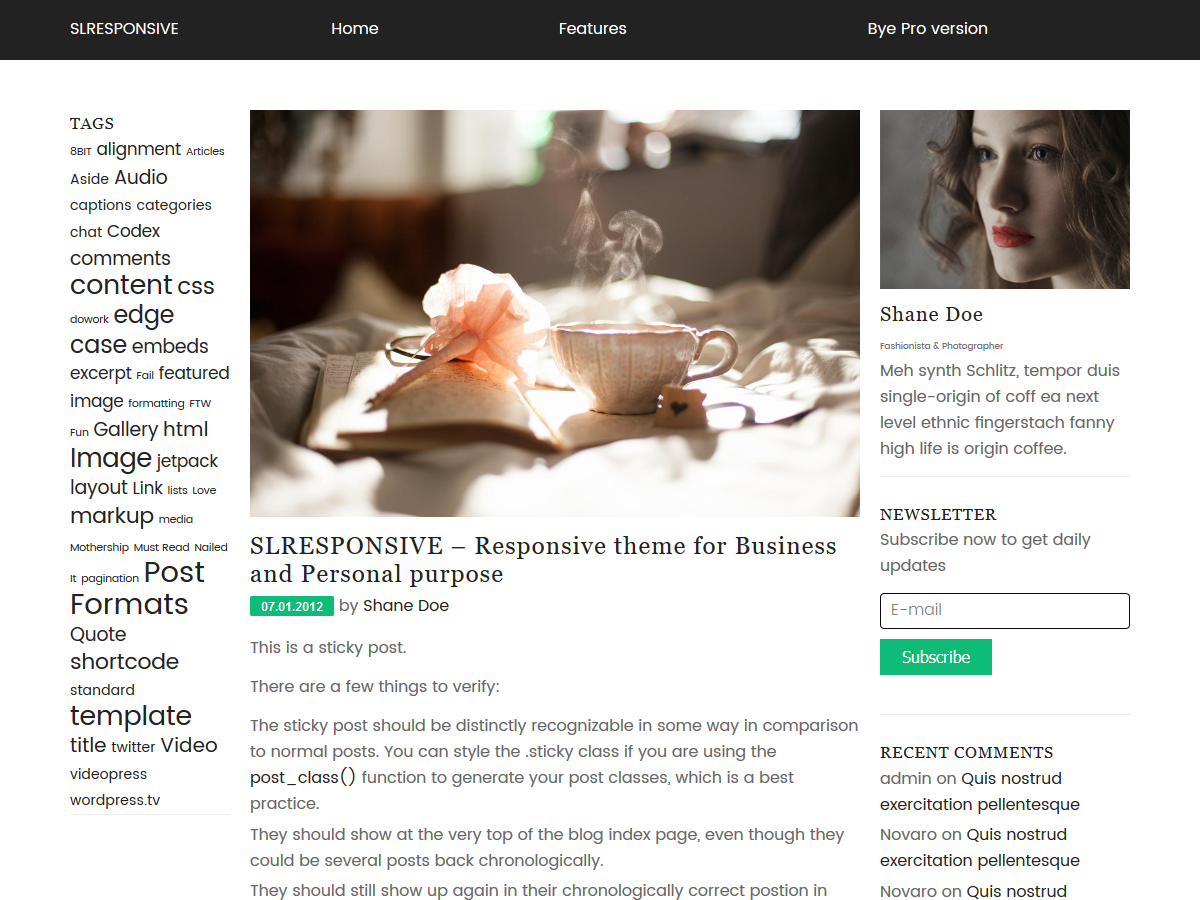 SLRESPONSIVE Home Features Bye Pro version
TAGS
8BIT alignment Articles
Aside Audio
captions categories
chat Codex
comments
content css
dowork edge
case embeds
excerpt Fail featured
image formatting FTW
Fun Gallery html
Image jetpack
layout Link lists Love
markup media
Mothership Must Read Nailed
It pagination Post
Formats
Quote
shortcode
standard
template
title twitter Video
videopress
wordpress.tv
SLRESPONSIVE – Responsive theme for Business
and Personal purpose
07.01.2012 by Shane Doe
This is a sticky post.
There are a few things to verify:
The sticky post should be distinctly recognizable in some way in comparison
to normal posts. You can style the .sticky class if you are using the
post_class() function to generate your post classes, which is a best
practice.
They should show at the very top of the blog index page, even though they
could be several posts back chronologically.
They should still show up again in their chronologically correct postion in
Shane Doe
Fashionista & Photographer
Meh synth Schlitz, tempor duis
single-origin of coff ea next
level ethnic fingerstach fanny
high life is origin coffee.
NEWSLETTER
Subscribe now to get daily
updates
E-mail
Subscribe
RECENT COMMENTS
admin on Quis nostrud
exercitation pellentesque
Novaro on Quis nostrud
exercitation pellentesque
Novaro on Quis nostrud